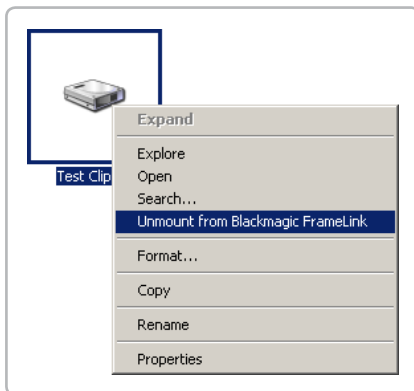 Expand
Test Clip
Explore
Open
Search...
Unmount from Blackmagic FrameLink
Format...
Copy
Rename
Properties